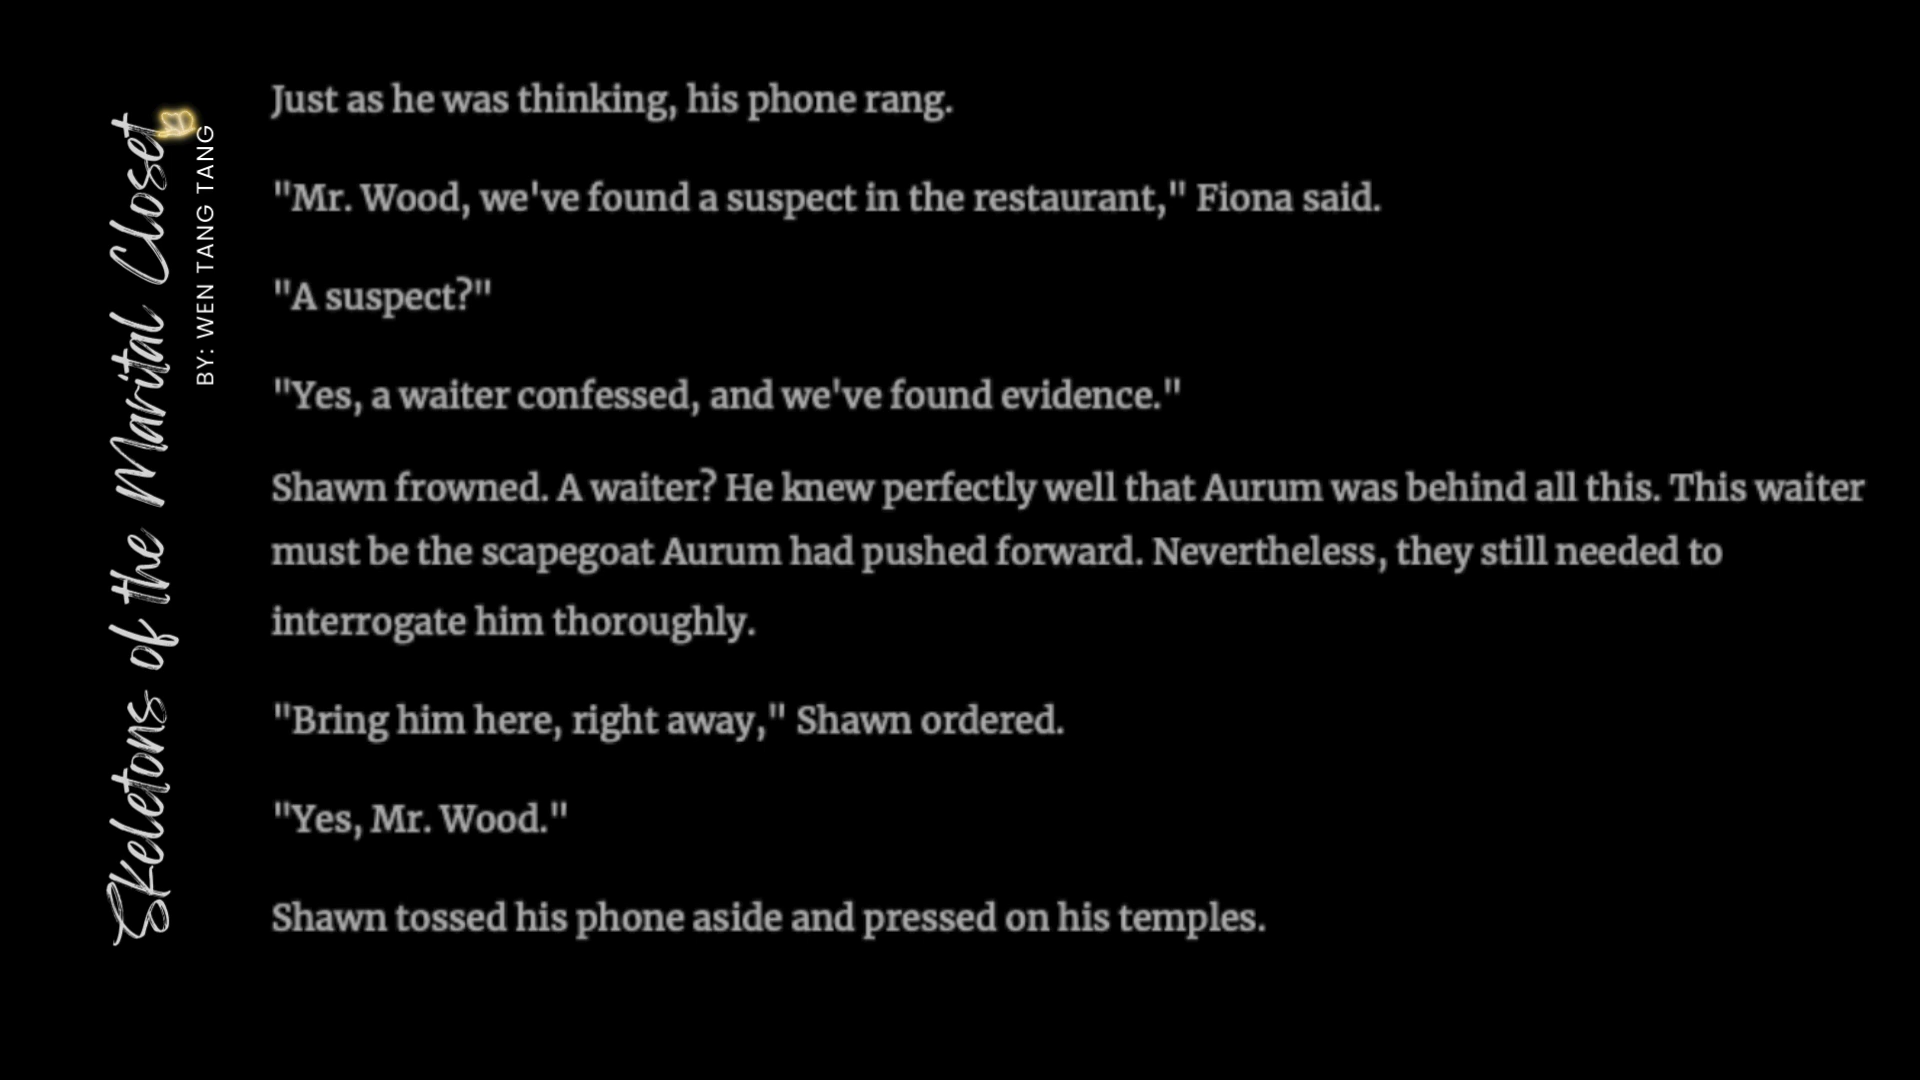 Skeletons of the Marital Closet
BY: WEN TANG TANG
Just as he was thinking, his phone rang.
"Mr. Wood, we've found a suspect in the restaurant," Fiona said.
"A suspect?"
"Yes, a waiter confessed, and we've found evidence."
Shawn frowned. A waiter? He knew perfectly well that Aurum was behind all this. This waiter
must be the scapegoat Aurum had pushed forward. Nevertheless, they still needed to
interrogate him thoroughly.
"Bring him here, right away," Shawn ordered.
"Yes, Mr. Wood."
Shawn tossed his phone aside and pressed on his temples.